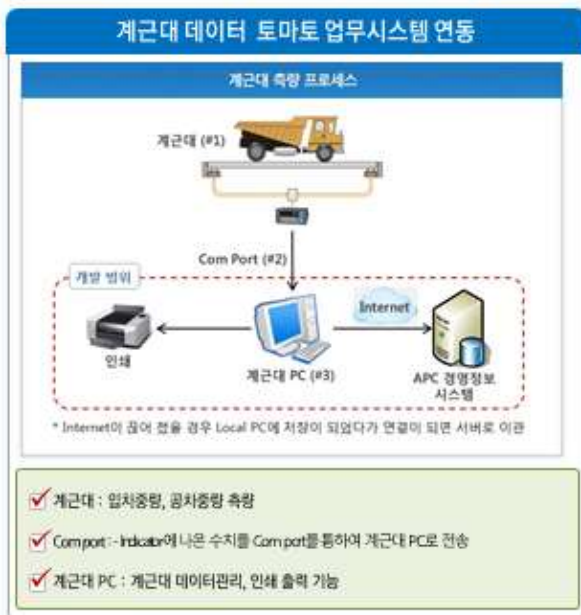 계근대 데이터 토마토 업무시스템 연동
계근대 측량 프로세스
계근대 (#1)
Com Port (#2)
개발 범위
Internet
인쇄
계근대 PC (#3)
APC 경영정보
시스템
* Internet이 끊어 졌을 경우 Local PC에 저장이 되었다가 연결이 되면 서버로 이관
계근대 : 입차중량, 공차중량 측량
Com port : - Indicator에 나온 수치를 Com port를 통하여 계근대 PC로 전송
계근대 PC : 계근대 데이터관리, 인쇄 출력 기능